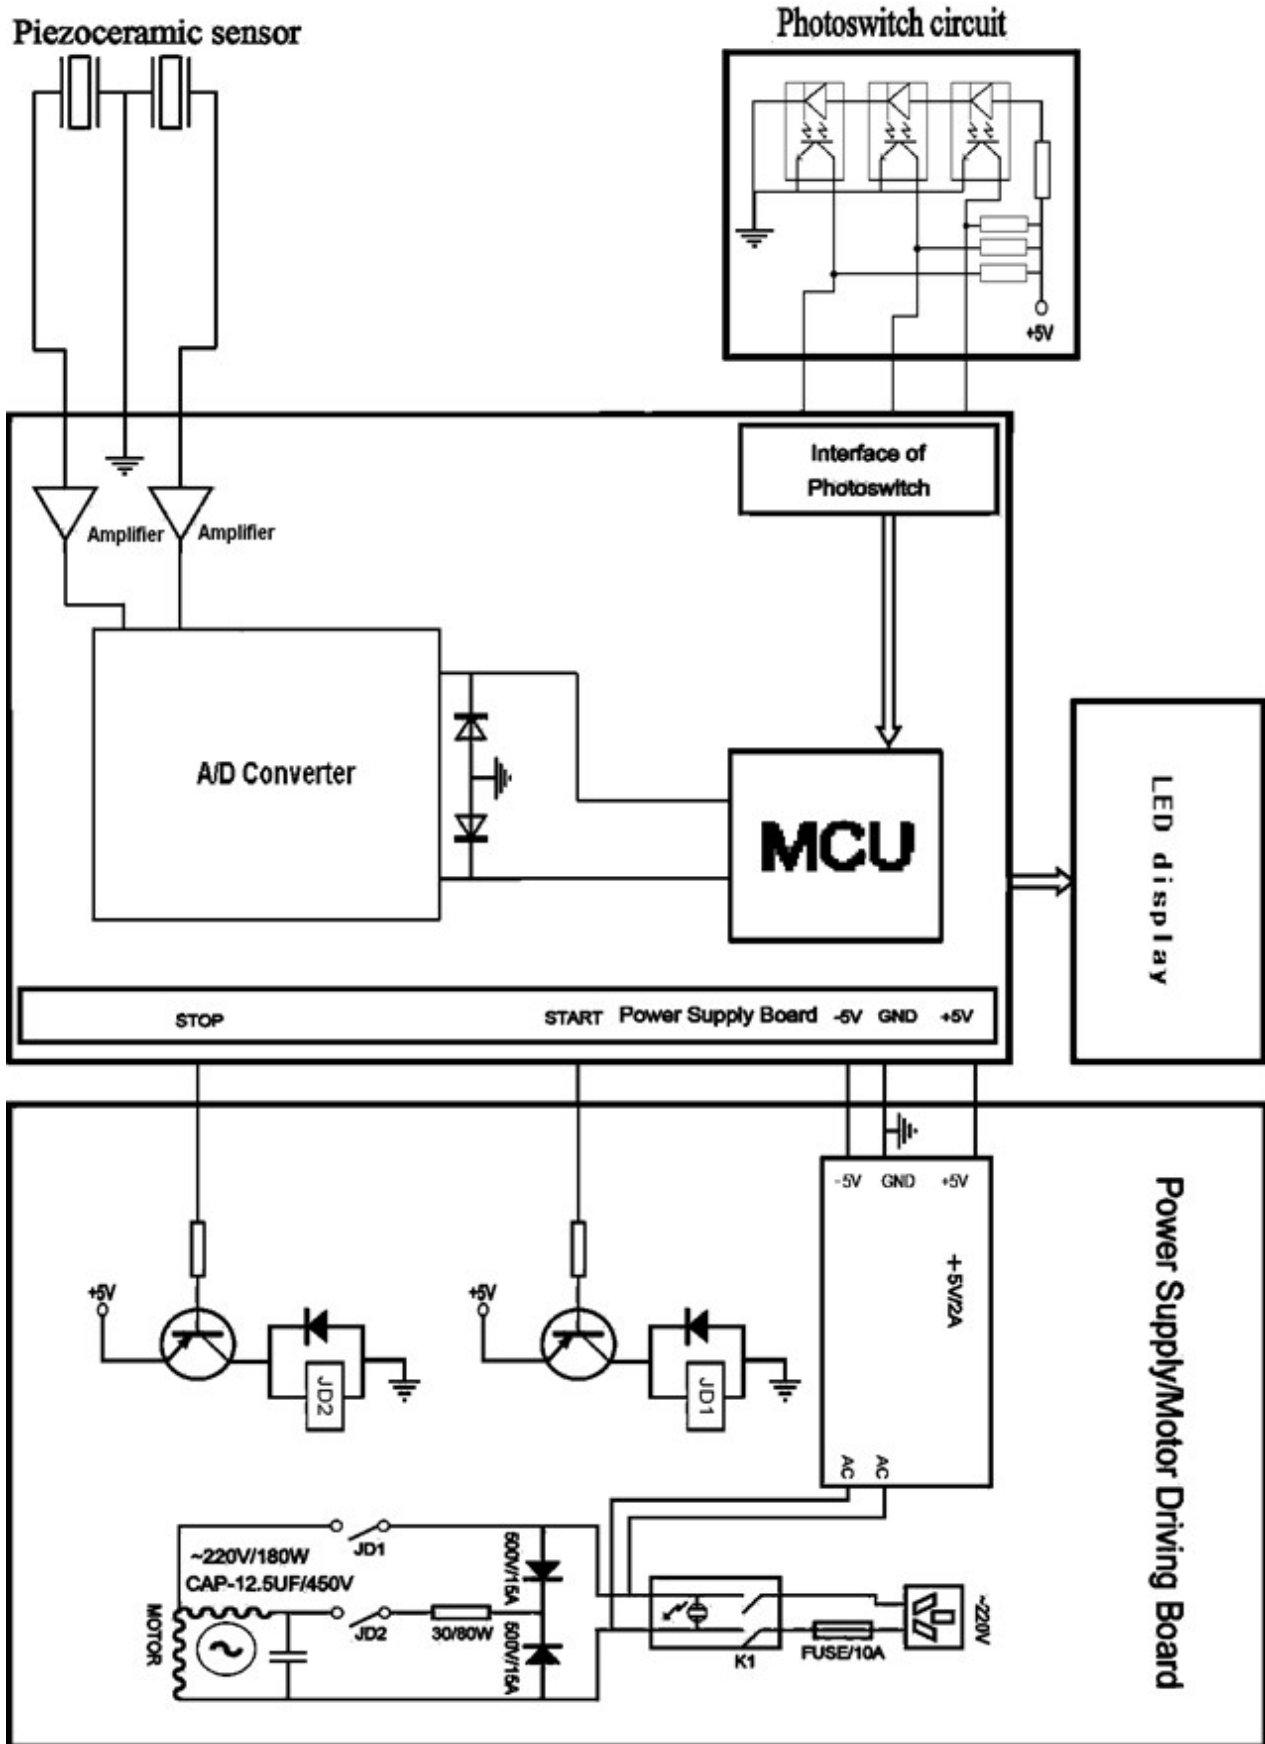 Piezoceramic sensor
Photoswitch circuit
+5V
Interface of
Photoswitch
Amplifier
Amplifier
A/D Converter
MCU
LED display
STOP
START
Power Supply Board
-5V
GND
+5V
-5V
GND
+5V
+5V/2A
AC
AC
Power Supply/Motor Driving Board
+5V
JD2
+5V
JD1
~220V/180W
CAP-12.5UF/450V
JD1
JD2
30/80W
500V/15A
500V/15A
MOTOR
K1
FUSE/10A
~220V